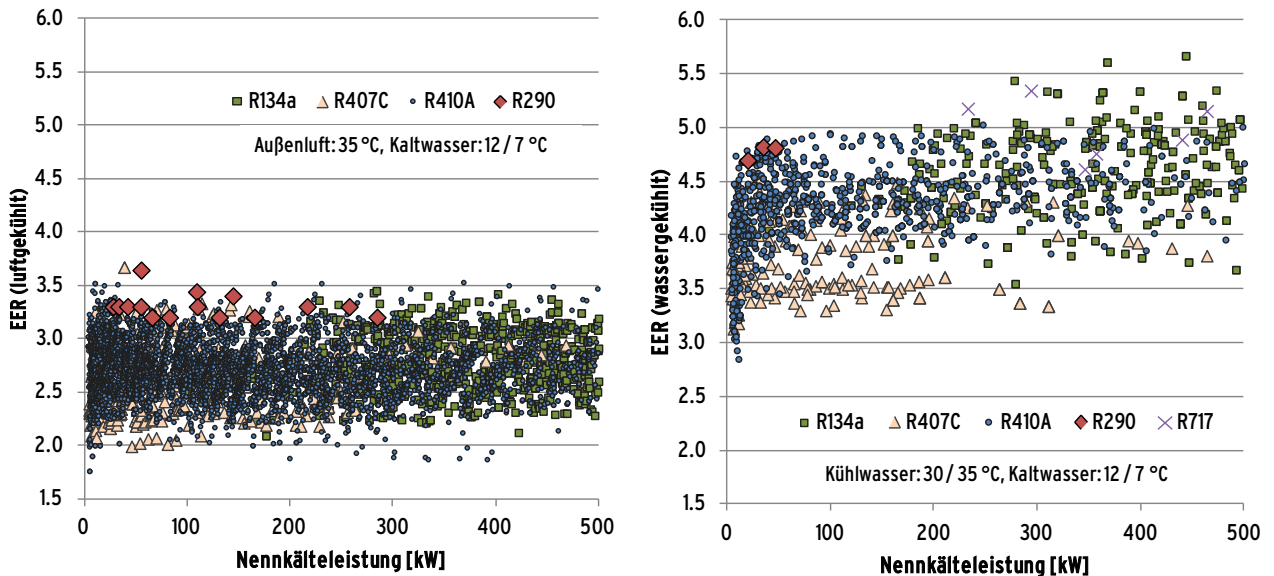 6.0
5.5
5.0
4.5
4.0
3.5
3.0
2.5
2.0
1.5
EER (luftgekühlt)
R134a R407C R410A R290
Außenluft: 35 °C, Kaltwasser: 12 / 7 °C
0 100 200 300 400 500
Nennkälteleistung [kW]
6.0
5.5
5.0
4.5
4.0
3.5
3.0
2.5
2.0
1.5
EER (wassergekühlt)
R134a R407C R410A R290 R717
Kühlwasser: 30 / 35 °C, Kaltwasser: 12 / 7 °C
0 100 200 300 400 500
Nennkälteleistung [kW]